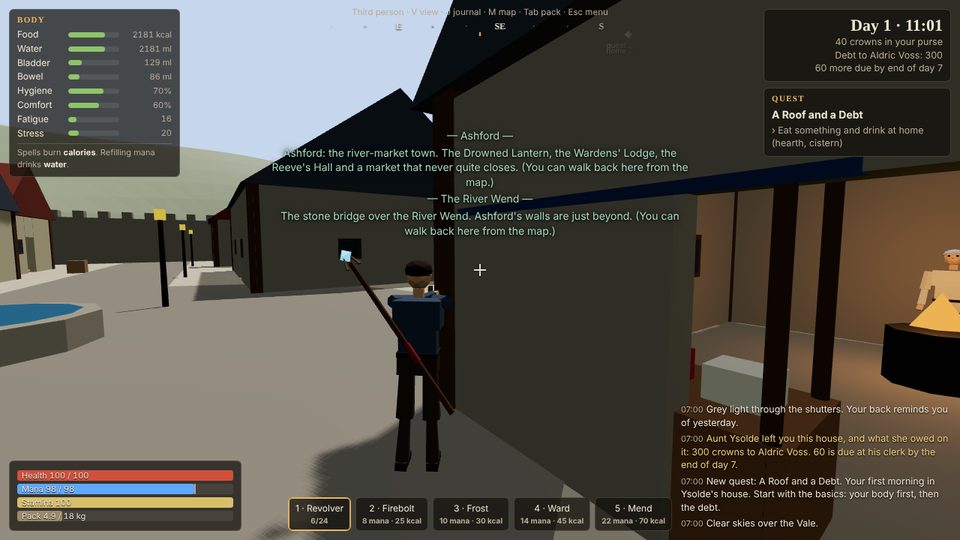 Third person · V view · J journal · M map · Tab pack · Esc menu
E
SE
S
BODY
Food 2181 kcal
Water 2181 ml
Bladder 129 ml
Bowel 86 ml
Hygiene 70%
Comfort 60%
Fatigue 16
Stress 20
Spells burn calories. Refilling mana
drinks water.
Day 1 · 11:01
40 crowns in your purse
Debt to Aldric Voss: 300
60 more due by end of day 7
QUEST
A Roof and a Debt
› Eat something and drink at home
(hearth, cistern)
— Ashford —
Ashford: the river-market town. The Drowned Lantern, the Wardens' Lodge, the
Reeve's Hall and a market that never quite closes. (You can walk back here from the
map.)
— The River Wend —
The stone bridge over the River Wend. Ashford's walls are just beyond. (You can
walk back here from the map.)
07:00 Grey light through the shutters. Your back reminds you
of yesterday.
07:00 Aunt Ysolde left you this house, and what she owed on
it: 300 crowns to Aldric Voss. 60 is due at his clerk by the
end of day 7.
07:00 New quest: A Roof and a Debt. Your first morning in
Ysolde's house. Start with the basics: your body first, then
the debt.
07:00 Clear skies over the Vale.
Health 100 / 100
Mana 98 / 98
Stamina 100
Pack 4.9 / 18 kg
1 · Revolver
6/24
2 · Firebolt
8 mana · 25 kcal
3 · Frost
10 mana · 30 kcal
4 · Ward
14 mana · 45 kcal
5 · Mend
22 mana · 70 kcal